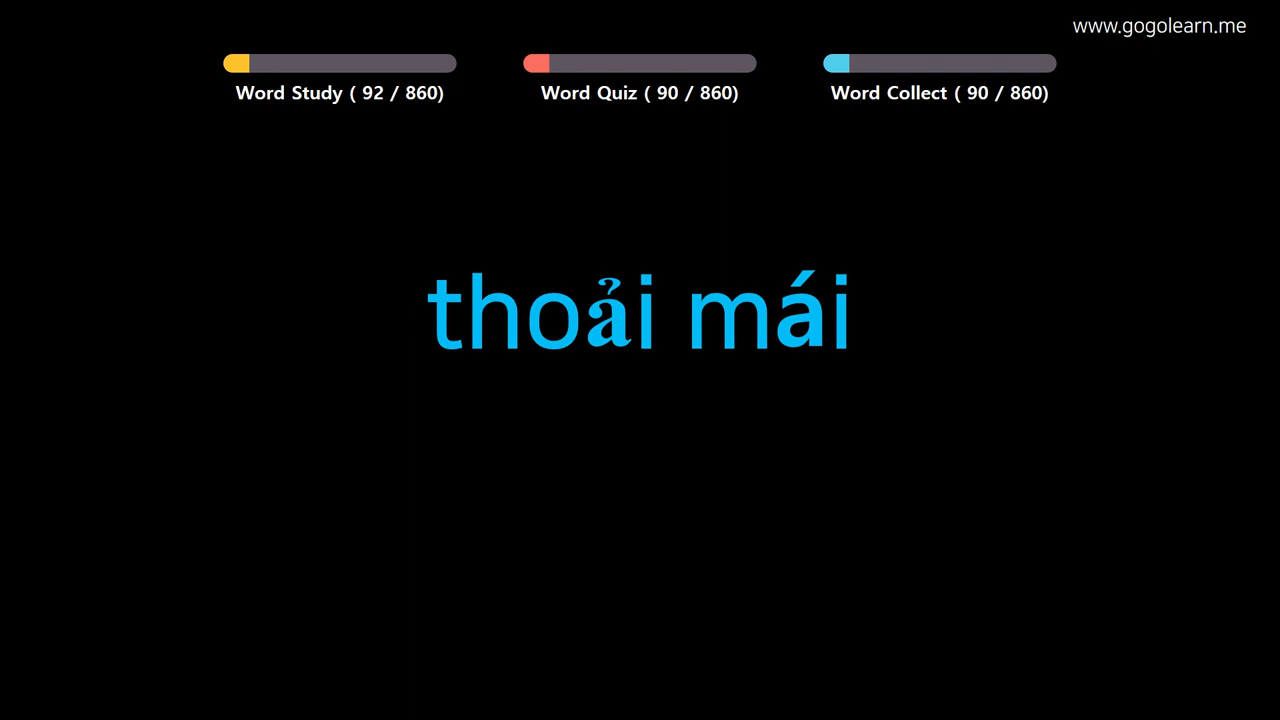 www.gogolearn.me
Word Study ( 92 / 860)
Word Quiz ( 90 / 860)
Word Collect ( 90 / 860)
thoải mái